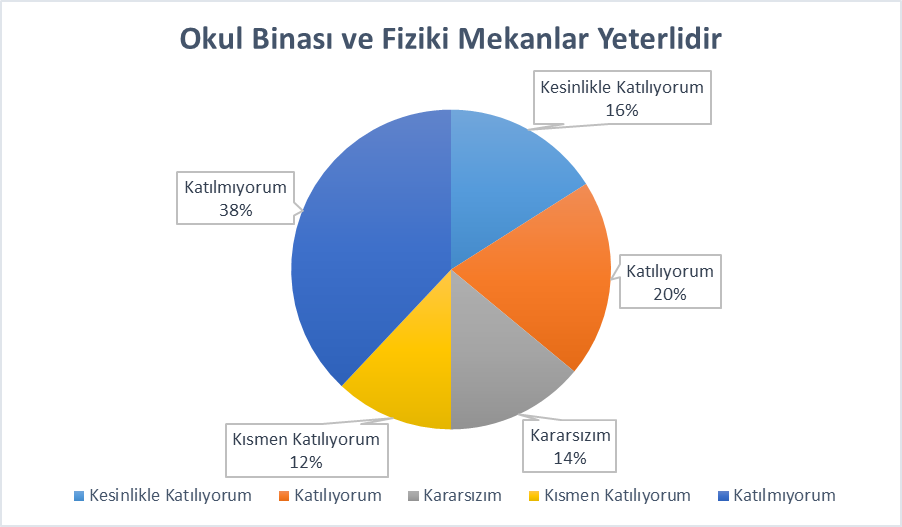 Okul Binası ve Fiziki Mekanlar Yeterlidir
Kesinlikle Katılıyorum
16%
Katılmıyorum
38%
Katılıyorum
20%
Kararsızım
14%
Kısmen Katılıyorum
12%
Kesinlikle Katılıyorum Katılıyorum Kararsızım Kısmen Katılıyorum Katılmıyorum